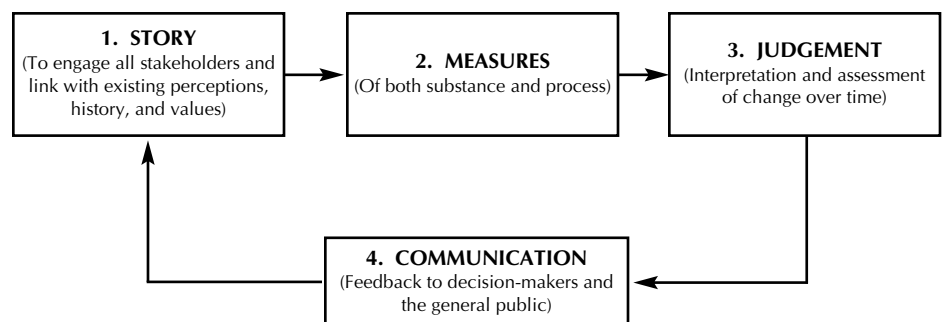 1. STORY
(To engage all stakeholders and
link with existing perceptions,
history, and values)
2. MEASURES
(Of both substance and process)
3. JUDGEMENT
(Interpretation and assessment
of change over time)
4. COMMUNICATION
(Feedback to decision-makers and
the general public)